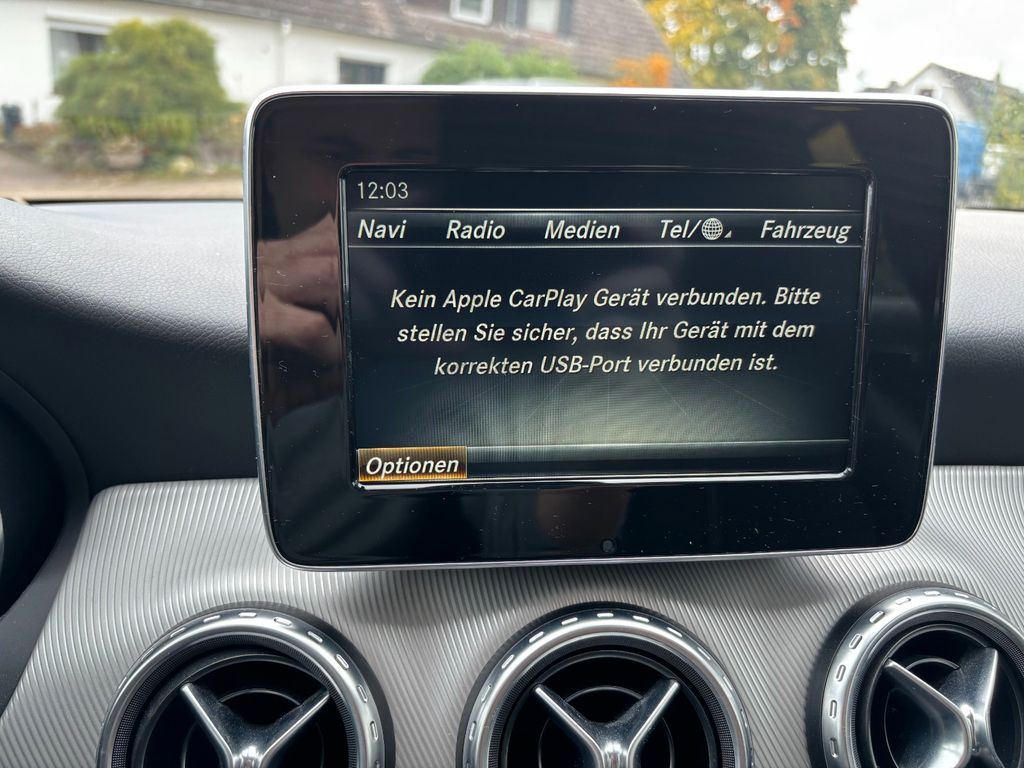 12:03
Navi Radio Medien Tel/ Fahrzeug
Kein Apple CarPlay Gerät verbunden. Bitte
stellen Sie sicher, dass Ihr Gerät mit dem
korrekten USB-Port verbunden ist.
Optionen